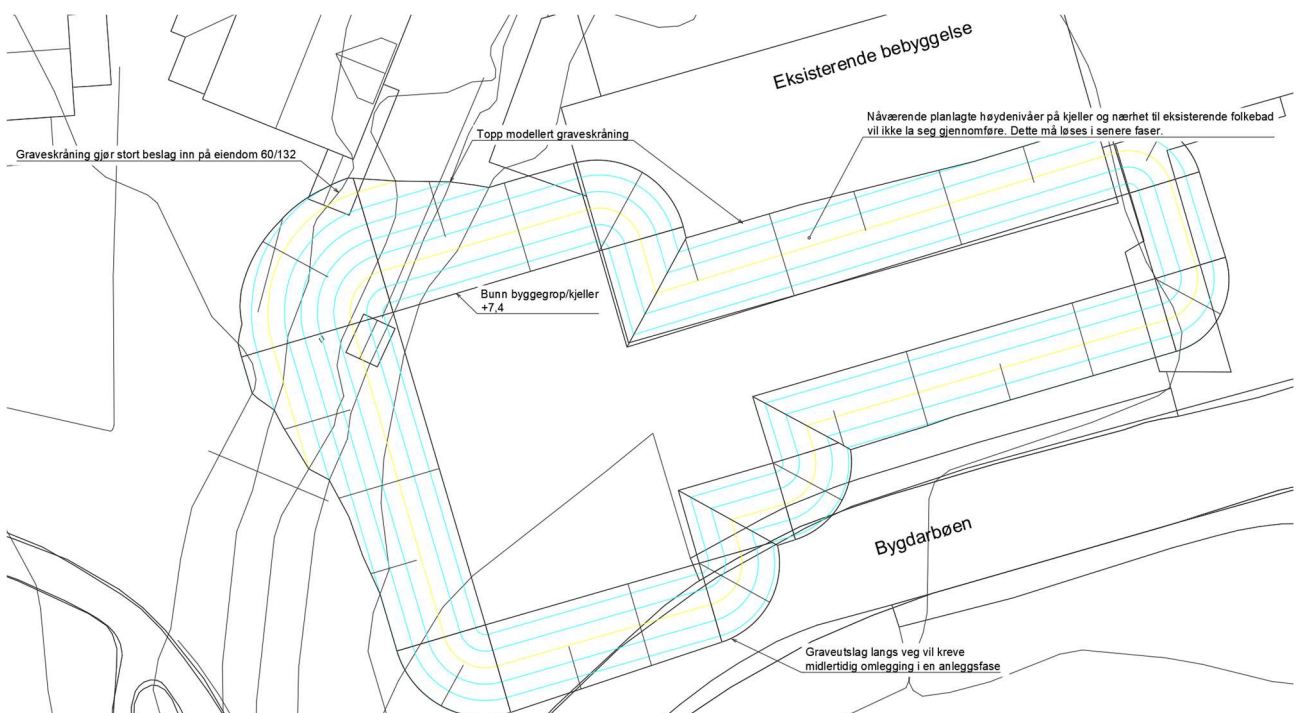 Eksisterende bebyggelse
Nåværende planlagte høydenivåer på kjeller og nærhet til eksisterende folkebad
vil ikke la seg gjennomføre. Dette må løses i senere faser.
Topp modellert graveskråning
Graveskråning gjør stort beslag inn på eiendom 60/132
Bunn byggegrop/kjeller
+7,4
Bygdarbøen
Graveutslag langs veg vil kreve
midlertidig omlegging i en anleggsfase